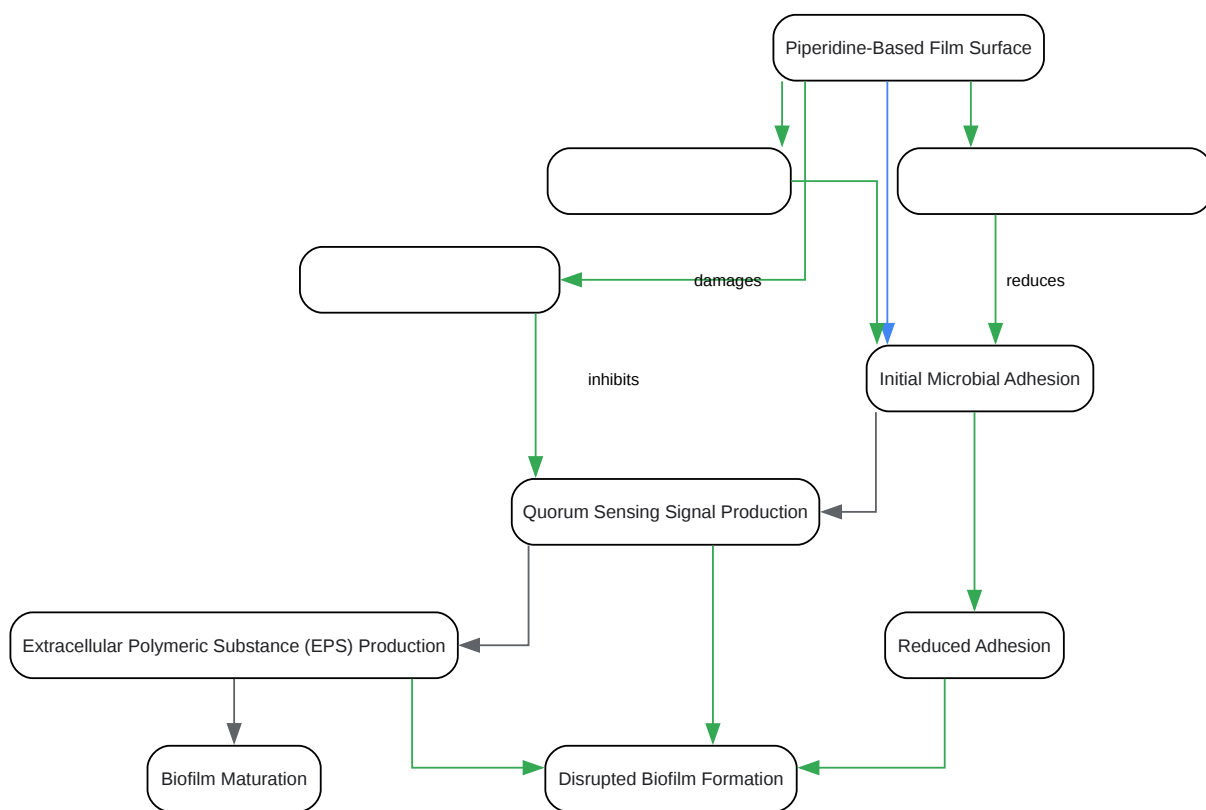 Piperidine-Based Film Surface
damages
reduces
Initial Microbial Adhesion
inhibits
Quorum Sensing Signal Production
Extracellular Polymeric Substance (EPS) Production
Reduced Adhesion
Biofilm Maturation
Disrupted Biofilm Formation